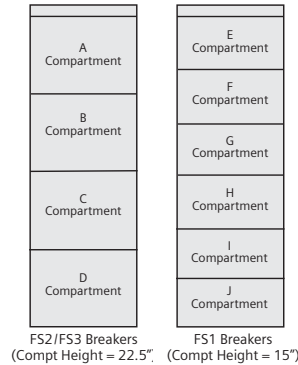 A
Compartment
B
Compartment
C
Compartment
D
Compartment
FS2/FS3 Breakers
(Compt Height = 22.5")
E
Compartment
F
Compartment
G
Compartment
H
Compartment
I
Compartment
J
Compartment
FS1 Breakers
(Compt Height = 15")